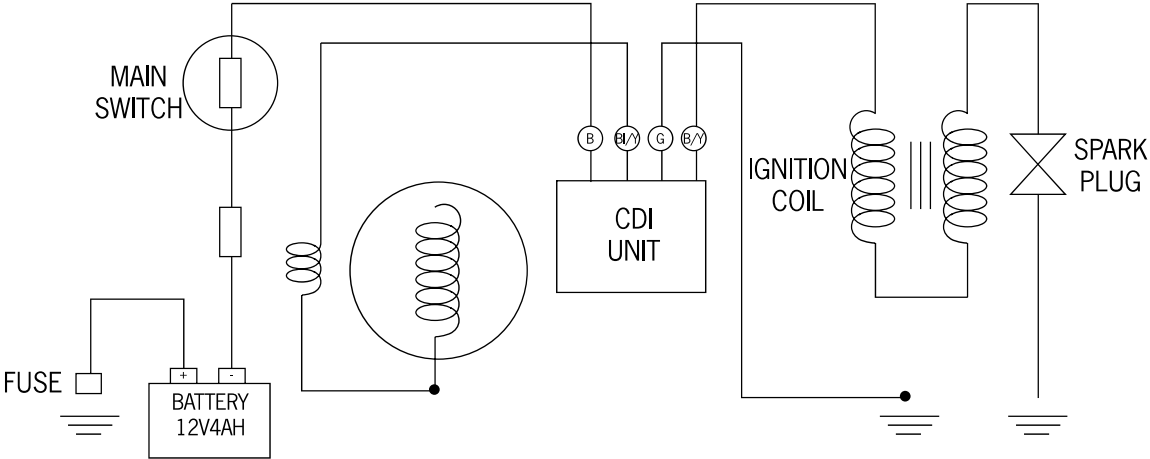 MAIN
SWITCH
B
Bl/Y
G
B/Y
IGNITION
COIL
SPARK
PLUG
CDI
UNIT
FUSE
+
-
BATTERY
12V4AH